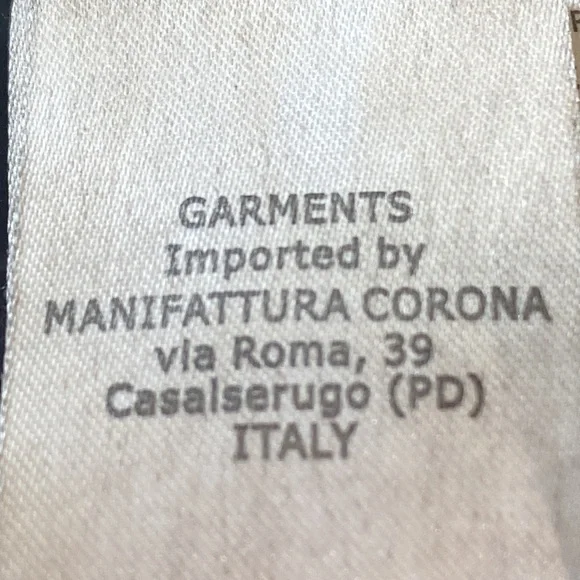 GARMENTS
Imported by
MANIFATTURA CORONA
via Roma, 39
Casalserugo (PD)
ITALY